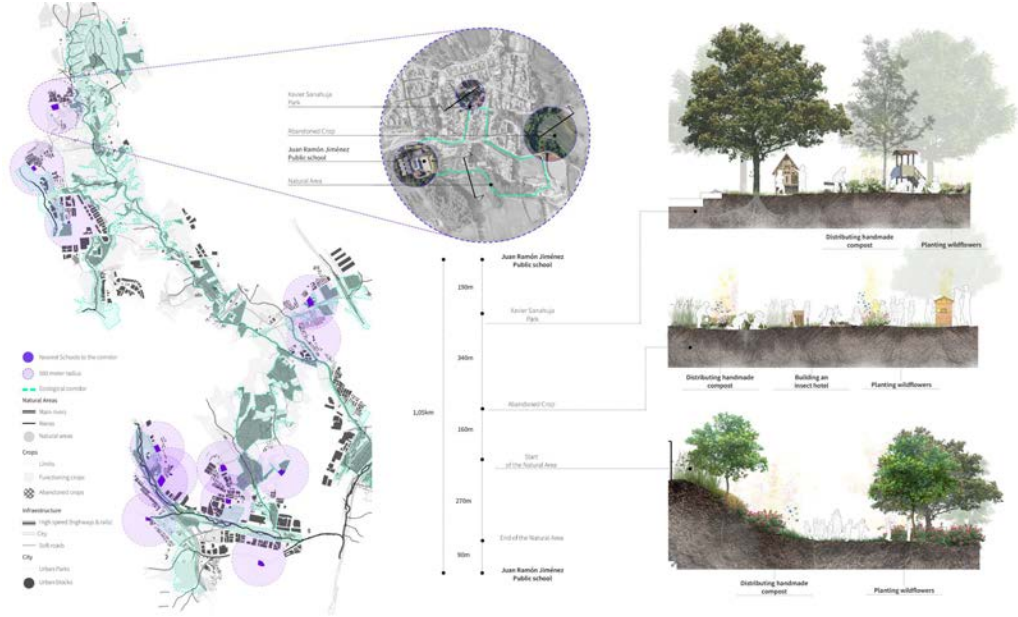 Xavier Sanahuja
Park
Abandoned Crop
Juan Ramón Jiménez
Public school
Natural Area
Nearest Schools to the corridor
meter radius
Ecological corridor
Natural Areas
Main rivers
Rivers
Natural areas
Crops
Limits
Functioning crops
Abandoned crops
Infrastructure
High speed (highways & rails)
City
Soft roads
City
Urban Parks
Urban blocks
Juan Ramón Jiménez
Public school
190m
Xavier Sanahuja
Park
340m
1,05km
Abandoned Crop
160m
Start
of the Natural Area
270m
End of the Natural Area
90m
Juan Ramón Jiménez
Public school
Distributing handmade
compost
Planting wildflowers
Distributing handmade
compost
Building an
insect hotel
Planting wildflowers
Distributing handmade
compost
Planting wildflowers